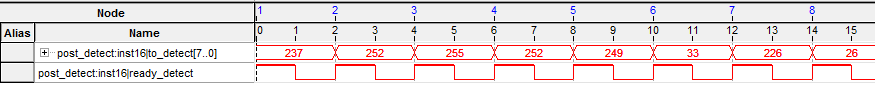 Node 1 2 3 4 5 6 7 8
Alias Name 0 1 2 3 4 5 6 7 8 9 10 11 12 13 14 15
post_detect:inst16|to_detect[7..0] 237 252 255 252 249 33 226 26
post_detect:inst16|ready_detect